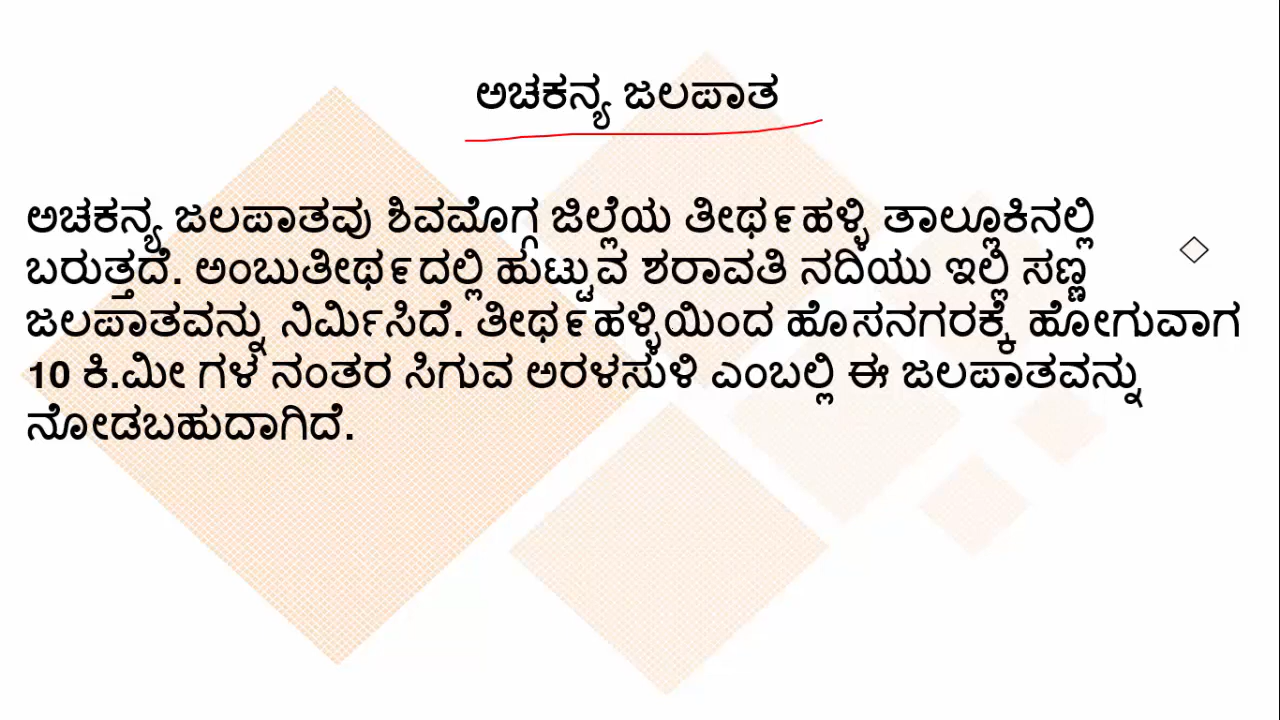 ಅಚಕನ್ಯ ಜಲಪಾತ
ಅಚಕನ್ಯ ಜಲಪಾತವು ಶಿವಮೊಗ್ಗ ಜಿಲ್ಲೆಯ ತೀರ್ಥಹಳ್ಳಿ ತಾಲ್ಲೂಕಿನಲ್ಲಿ
ಬರುತ್ತದೆ. ಅಂಬುತೀರ್ಥದಲ್ಲಿ ಹುಟ್ಟುವ ಶರಾವತಿ ನದಿಯು ಇಲ್ಲಿ ಸಣ್ಣ
ಜಲಪಾತವನ್ನು ನಿರ್ಮಿಸಿದೆ. ತೀರ್ಥಹಳ್ಳಿಯಿಂದ ಹೊಸನಗರಕ್ಕೆ ಹೋಗುವಾಗ
10 ಕಿ.ಮೀ ಗಳ ನಂತರ ಸಿಗುವ ಅರಳಸುಳಿ ಎಂಬಲ್ಲಿ ಈ ಜಲಪಾತವನ್ನು
ನೋಡಬಹುದಾಗಿದೆ.